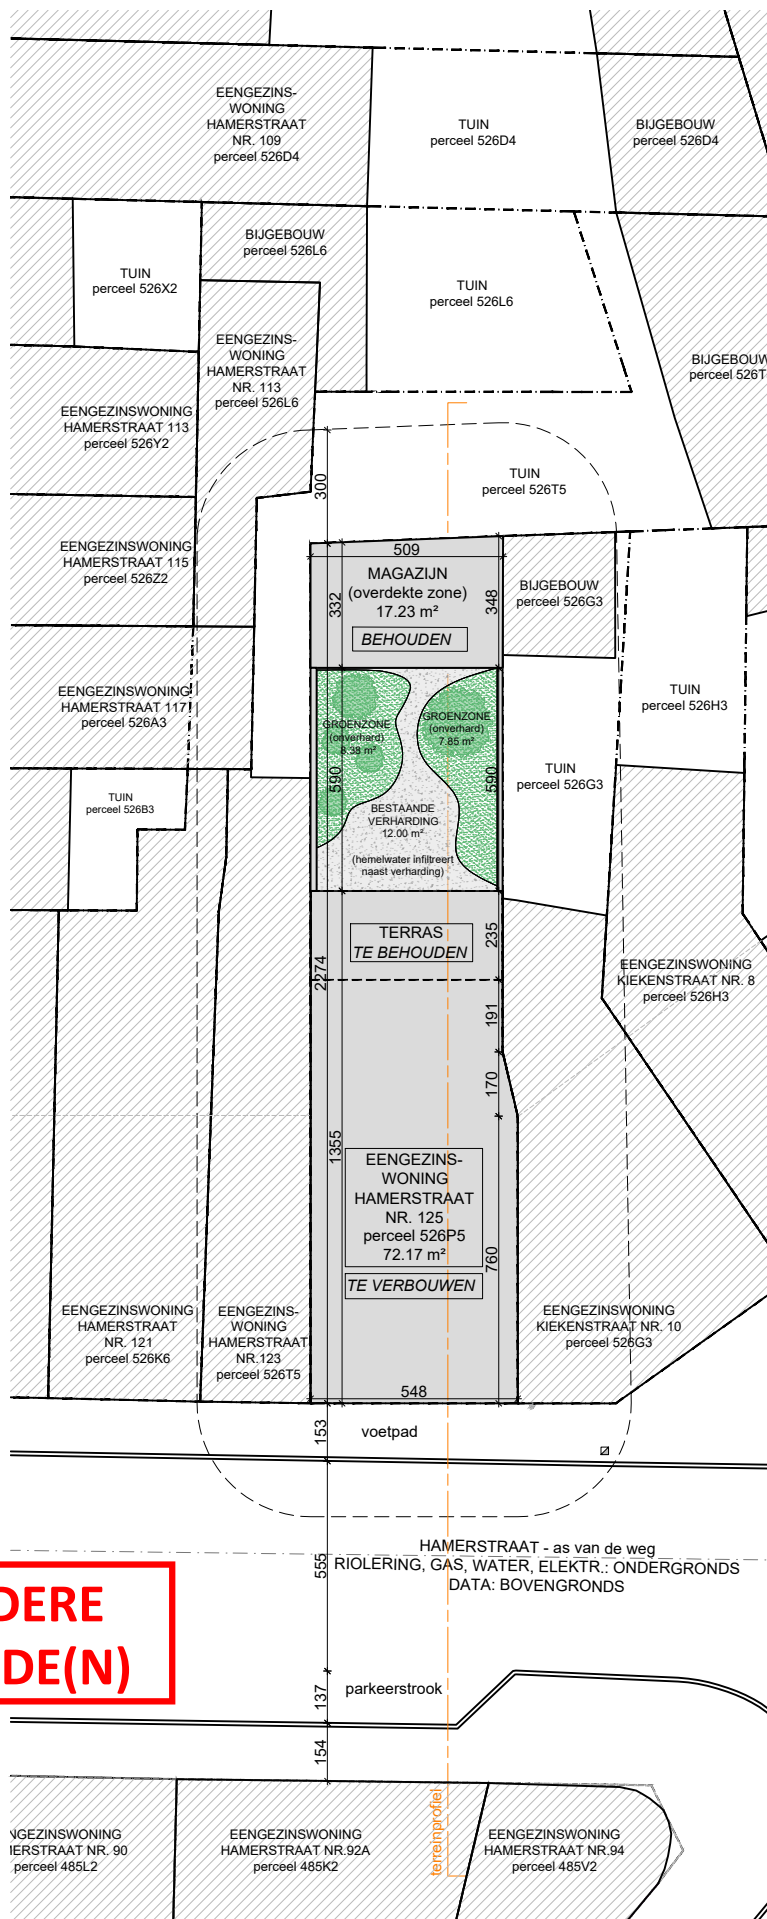 EENGEZINS-
WONING
HAMERSTRAAT
NR. 109
perceel 526D4
TUIN
perceel 526D4
BIJGEBOUW
perceel 526D4
BIJGEBOUW
perceel 526L6
TUIN
perceel 526X2
TUIN
perceel 526L6
EENGEZINS-
WONING
HAMERSTRAAT
NR. 113
perceel 526L6
BIJGEBOUW
perceel 526T
EENGEZINSWONING
HAMERSTRAAT 113
perceel 526Y2
TUIN
perceel 526T5
300
EENGEZINSWONING
HAMERSTRAAT 115
perceel 526Z2
509
MAGAZIJN
(overdekte zone)
17.23 m²
BEHOUDEN
332
348
BIJGEBOUW
perceel 526G3
EENGEZINSWONING
HAMERSTRAAT 117
perceel 526A3
TUIN
perceel 526H3
GROENZONE
(onverhard)
8.38 m²
GROENZONE
(onverhard)
7.85 m²
590
590
TUIN
perceel 526G3
TUIN
perceel 526B3
BESTAANDE
VERHARDING
12.00 m²
(hemelwater infiltreert
naast verharding)
TERRAS
TE BEHOUDEN
235
2274
191
EENGEZINSWONING
KIEKENSTRAAT NR. 8
perceel 526H3
170
1355
EENGEZINS-
WONING
HAMERSTRAAT
NR. 125
perceel 526P5
72.17 m²
TE VERBOUWEN
760
EENGEZINSWONING
HAMERSTRAAT
NR. 121
perceel 526K6
EENGEZINS-
WONING
HAMERSTRAAT
NR.123
perceel 526T5
EENGEZINSWONING
KIEKENSTRAAT NR. 10
perceel 526G3
548
153
voetpad
HAMERSTRAAT - as van de weg
RIOLERING, GAS, WATER, ELEKTR.: ONDERGRONDS
DATA: BOVENGRONDS
555
DERE
DE(N)
137
parkeerstrook
154
terreinprofiel
NGEZINSWONING
MERSTRAAT NR. 90
perceel 485L2
EENGEZINSWONING
HAMERSTRAAT NR.92A
perceel 485K2
EENGEZINSWONING
HAMERSTRAAT NR.94
perceel 485V2